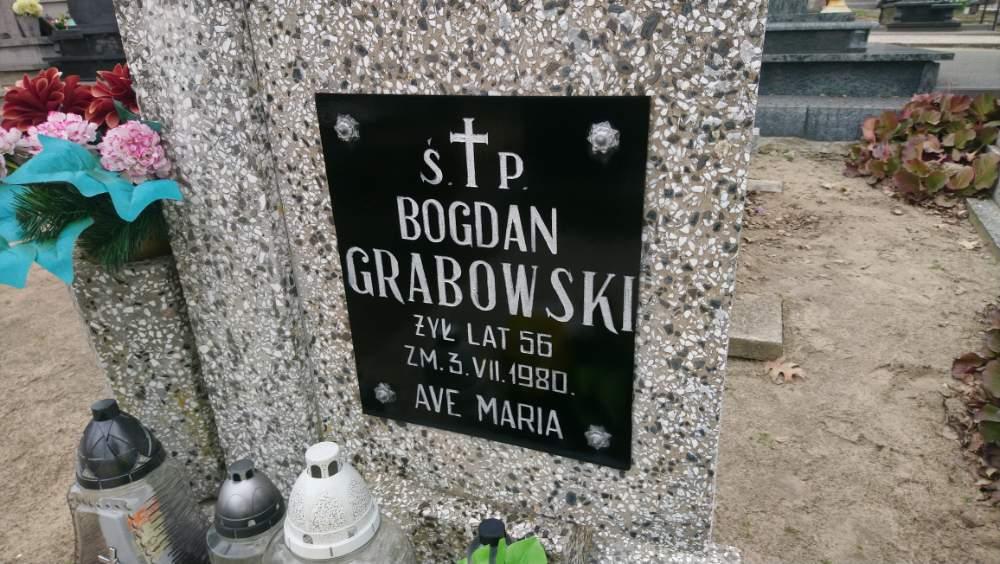 Ś. P.
BOGDAN
GRABOWSKI
ŻYŁ LAT 56
ZM. 3. VII. 1980.
AVE MARIA